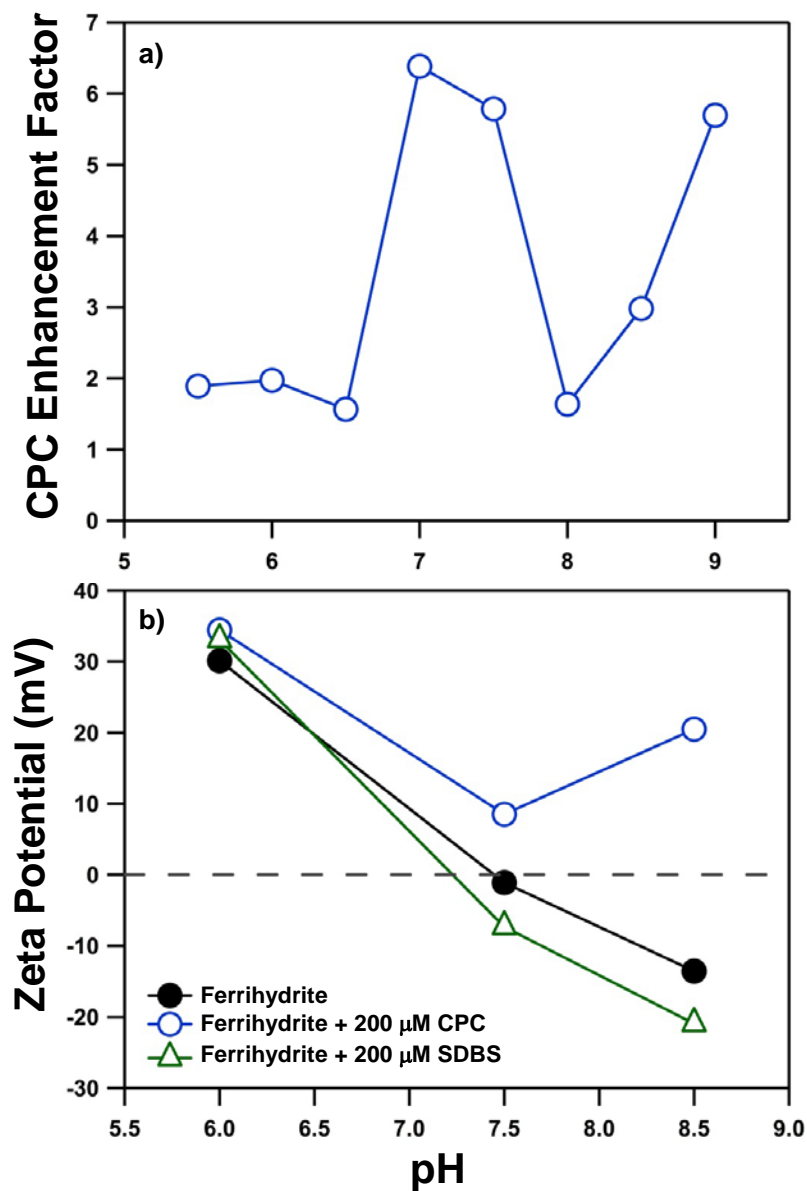 a)
CPC Enhancement Factor
7
6
5
4
3
2
1
0
5 6 7 8 9
b)
Zeta Potential (mV)
40
30
20
10
0
-10
-20
-30
Ferrihydrite
Ferrihydrite + 200 μM CPC
Ferrihydrite + 200 μM SDBS
5.5 6.0 6.5 7.0 7.5 8.0 8.5 9.0
pH